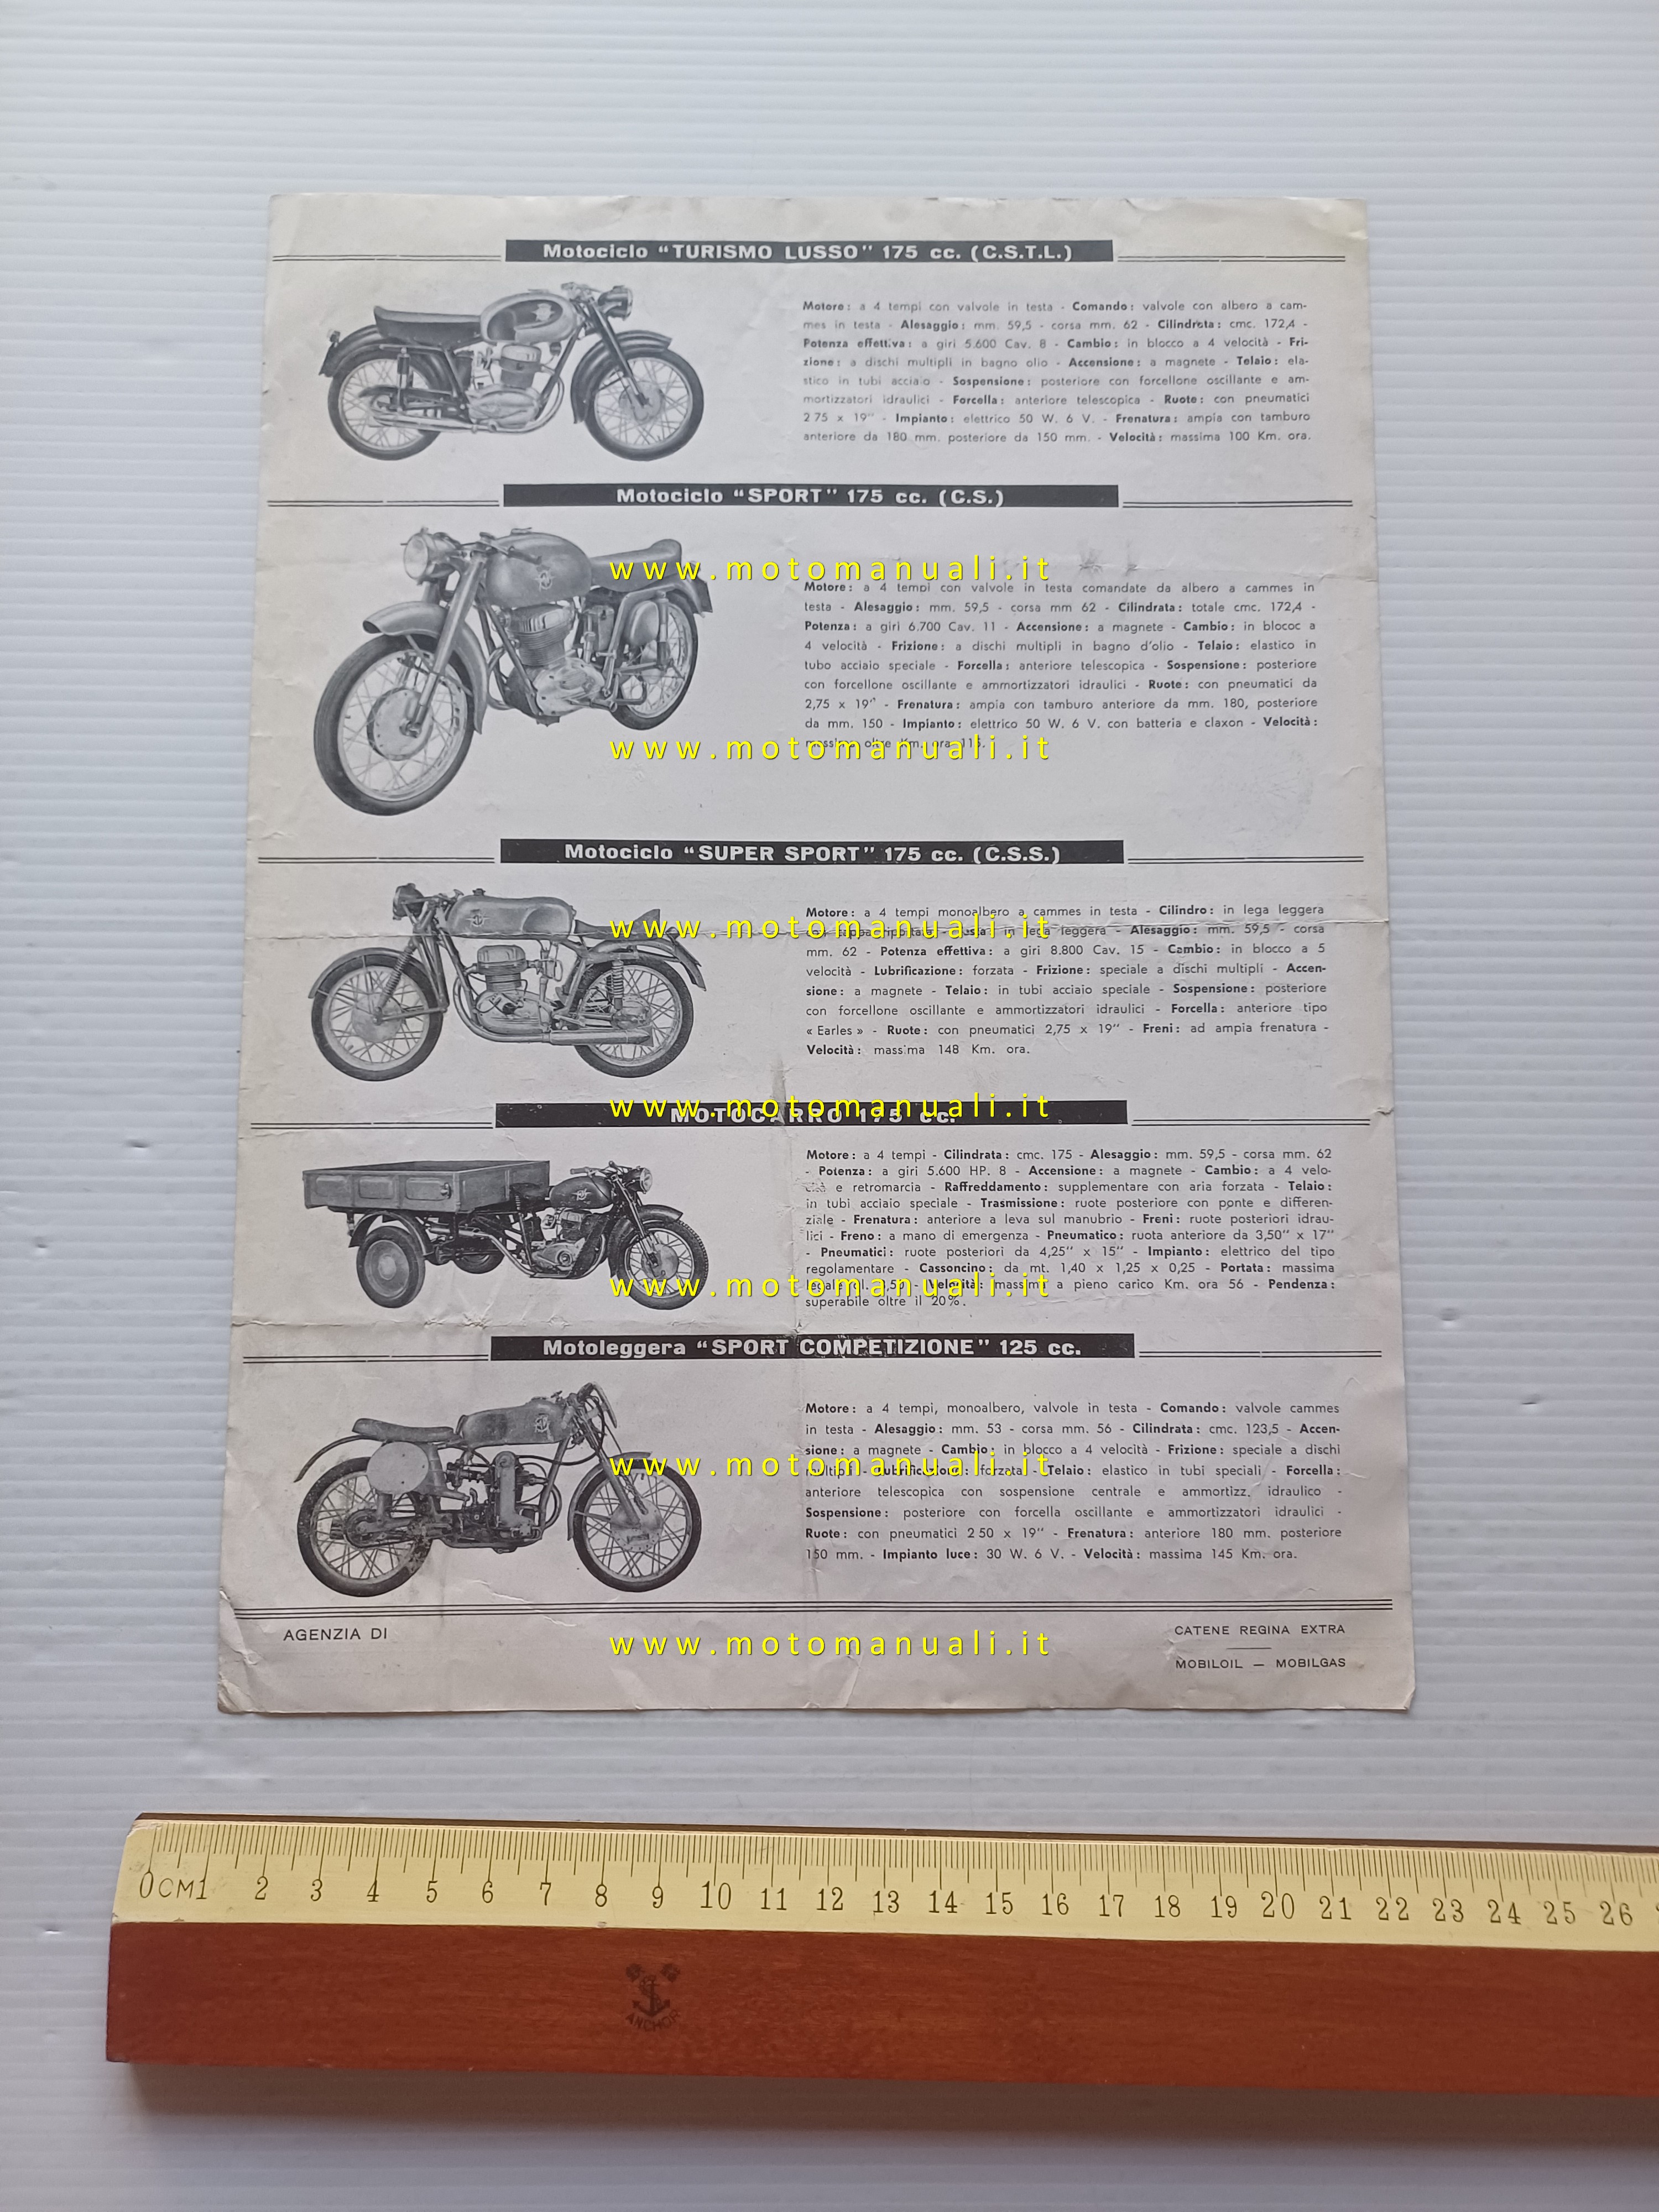 Motociclo “TURISMO LUSSO” 175 cc. (C.S.T.L.)
Motore: a 4 tempi con valvole in testa - Comando: valvole con albero a cam-
mes in testa - Alesaggio: mm. 59,5 - corsa mm. 62 - Cilindrata: cmc. 172,4 -
Potenza effettiva: a giri 5.600 Cav. 8 - Cambio: in blocco a 4 velocità - Fri-
zione: a dischi multipli in bagno olio - Accensione: a magnete - Telaio: ela-
stico in tubi acciaio - Sospensione: posteriore con forcellone oscillante e am-
mortizzatori idraulici - Forcella: anteriore telescopica - Ruote: con pneumatici
2 75 x 19” - Impianto: elettrico 50 W. 6 V. - Frenatura: ampia con tamburo
anteriore da 180 mm. posteriore da 150 mm. - Velocità: massima 100 Km. ora.
Motociclo “SPORT” 175 cc. (C.S.)
www.motomanuali.it
Motore: a 4 tempi con valvole in testa comandate da albero a cammes in
testa - Alesaggio: mm. 59,5 - corsa mm 62 - Cilindrata: totale cmc. 172,4 -
Potenza: a giri 6.700 Cav. 11 - Accensione: a magnete - Cambio: in blococ a
4 velocità - Frizione: a dischi multipli in bagno d'olio - Telaio: elastico in
tubo acciaio speciale - Forcella: anteriore telescopica - Sospensione: posteriore
con forcellone oscillante e ammortizzatori idraulici - Ruote: con pneumatici da
2,75 x 19” - Frenatura: ampia con tamburo anteriore da mm. 180, posteriore
da mm. 150 - Impianto: elettrico 50 W. 6 V. con batteria e claxon - Velocità:
oltre Km. ora
www.motomanuali.it
Motociclo “SUPER SPORT” 175 cc. (C.S.S.)
Motore: a 4 tempi monoalbero a cammes in testa - Cilindro: in lega leggera
in lega leggera - Alesaggio: mm. 59,5 - corsa
www.motomanuali.it
mm. 62 - Potenza effettiva: a giri 8.800 Cav. 15 - Cambio: in blocco a 5
velocità - Lubrificazione: forzata - Frizione: speciale a dischi multipli - Accen-
sione: a magnete - Telaio: in tubi acciaio speciale - Sospensione: posteriore
con forcellone oscillante e ammortizzatori idraulici - Forcella: anteriore tipo
« Earles » - Ruote: con pneumatici 2,75 x 19” - Freni: ad ampia frenatura -
Velocità: massima 148 Km. ora.
MOTOCARRO 175 cc.
www.motomanuali.it
Motore: a 4 tempi - Cilindrata: cmc. 175 - Alesaggio: mm. 59,5 - corsa mm. 62
- Potenza: a giri 5.600 HP. 8 - Accensione: a magnete - Cambio: a 4 velo-
cità e retromarcia - Raffreddamento: supplementare con aria forzata - Telaio:
in tubi acciaio speciale - Trasmissione: ruote posteriore con ponte e differen-
ziale - Frenatura: anteriore a leva sul manubrio - Freni: ruote posteriori idrau-
lici - Freno: a mano di emergenza - Pneumatico: ruota anteriore da 3,50” x 17”
- Pneumatici: ruote posteriori da 4,25” x 15” - Impianto: elettrico del tipo
regolamentare - Cassoncino: da mt. 1,40 x 1,25 x 0,25 - Portata: massima
- Velocità: massima a pieno carico Km. ora 56 - Pendenza:
www.motomanuali.it
superabile oltre il 20%.
Motoleggera “SPORT COMPETIZIONE” 125 cc.
Motore: a 4 tempi, monoalbero, valvole in testa - Comando: valvole cammes
in testa - Alesaggio: mm. 53 - corsa mm. 56 - Cilindrata: cmc. 123,5 - Accen-
sione: a magnete - Cambio: in blocco a 4 velocità - Frizione: speciale a dischi
multipli - Lubrificazione: forzata - Telaio: elastico in tubi speciali - Forcella:
www.motomanuali.it
anteriore telescopica con sospensione centrale e ammortizz. idraulico -
Sospensione: posteriore con forcella oscillante e ammortizzatori idraulici -
Ruote: con pneumatici 2 50 x 19” - Frenatura: anteriore 180 mm. posteriore
150 mm. - Impianto luce: 30 W. 6 V. - Velocità: massima 145 Km. ora.
AGENZIA DI
www.motomanuali.it
CATENE REGINA EXTRA
MOBILOIL — MOBILGAS
0CM1 2 3 4 5 6 7 8 9 10 11 12 13 14 15 16 17 18 19 20 21 22 23 24 25 26
ANCHOR